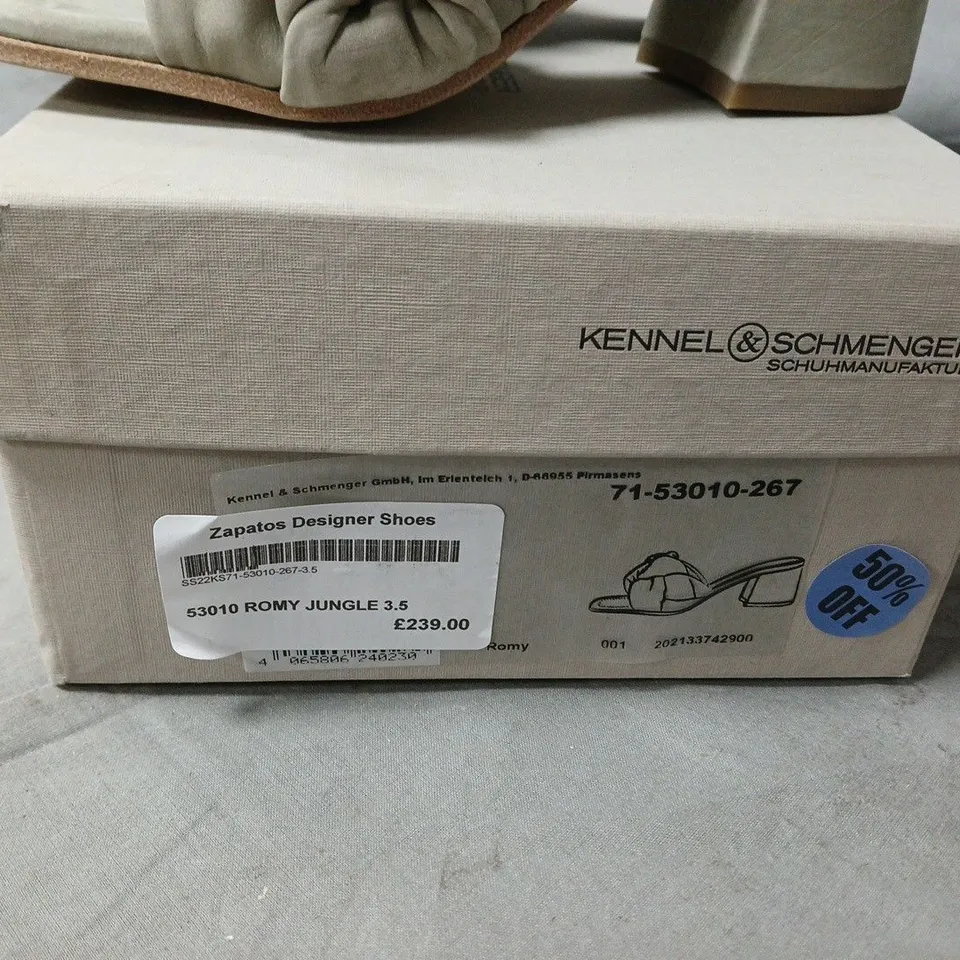 KENNEL & SCHMENGER
SCHUHMANUFAKTUR
Kennel & Schmenger GmbH, Im Erlenteich 1, D-66955 Pirmasens
71-53010-267
Zapatos Designer Shoes
SS22KS71-53010-267-3.5
53010 ROMY JUNGLE 3.5
£239.00
50%
OFF
Romy 001 202133742900
4 065806 240230